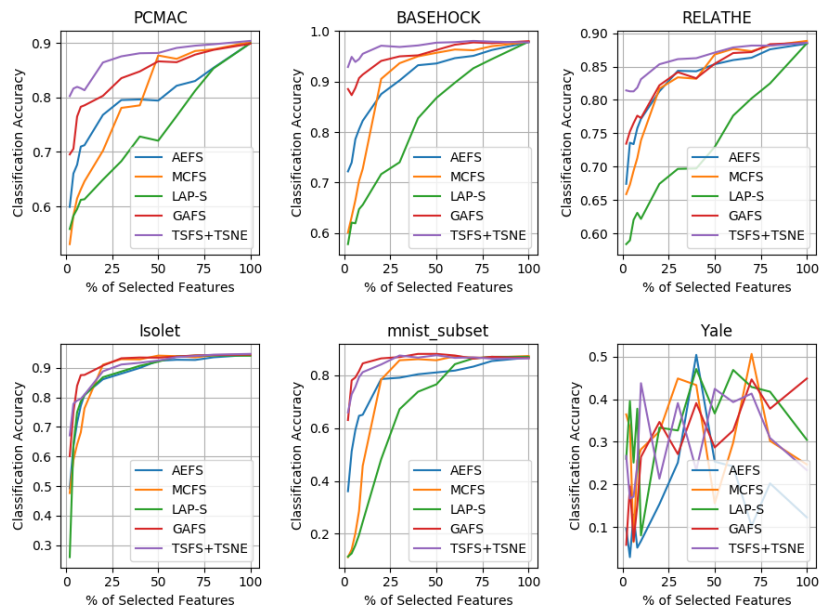 PCMAC
Classification Accuracy
0.9
0.8
0.7
0.6
AEFS
MCFS
LAP-S
GAFS
TSFS+TSNE
0 25 50 75 100
% of Selected Features
BASEHOCK
Classification Accuracy
1.0
0.9
0.8
0.7
0.6
AEFS
MCFS
LAP-S
GAFS
TSFS+TSNE
0 25 50 75 100
% of Selected Features
RELATHE
Classification Accuracy
0.90
0.85
0.80
0.75
0.70
0.65
0.60
AEFS
MCFS
LAP-S
GAFS
TSFS+TSNE
0 25 50 75 100
% of Selected Features
Isolet
Classification Accuracy
0.9
0.8
0.7
0.6
0.5
0.4
0.3
AEFS
MCFS
LAP-S
GAFS
TSFS+TSNE
0 25 50 75 100
% of Selected Features
mnist_subset
Classification Accuracy
0.8
0.6
0.4
0.2
AEFS
MCFS
LAP-S
GAFS
TSFS+TSNE
0 25 50 75 100
% of Selected Features
Yale
Classification Accuracy
0.5
0.4
0.3
0.2
0.1
AEFS
MCFS
LAP-S
GAFS
TSFS+TSNE
0 25 50 75 100
% of Selected Features